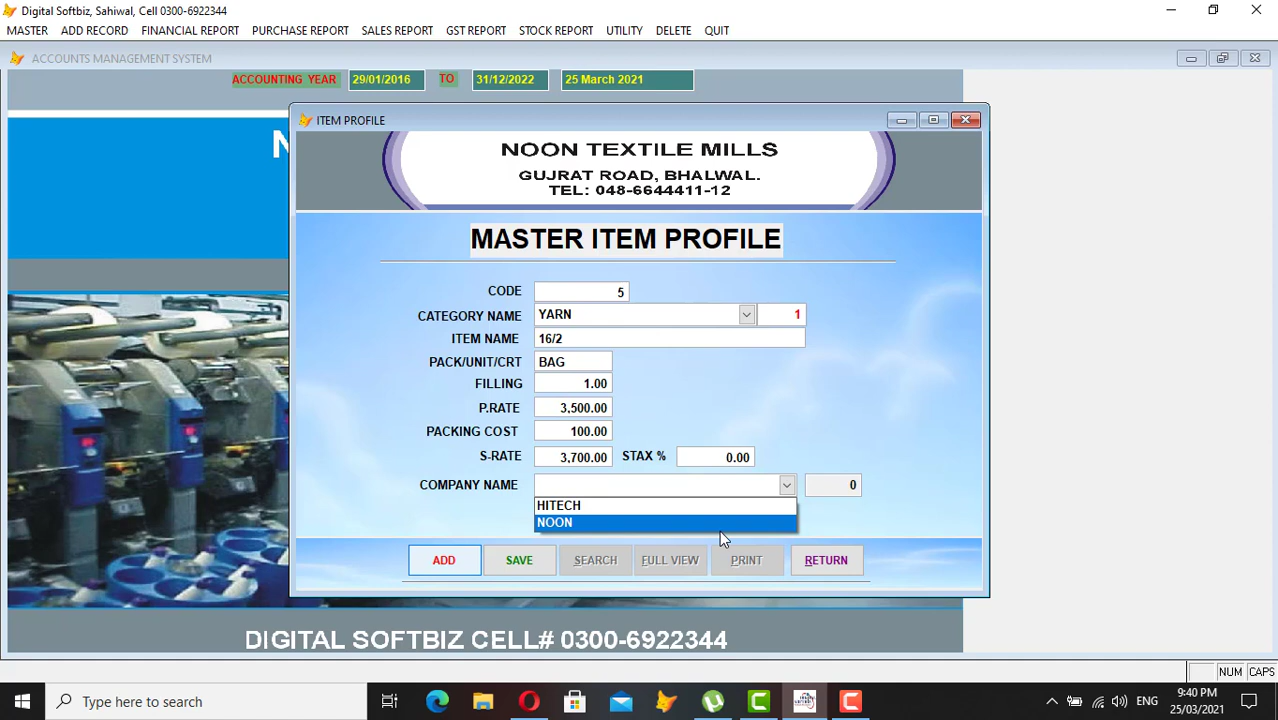 Digital Softbiz, Sahiwal, Cell 0300-6922344
MASTER ADD RECORD FINANCIAL REPORT PURCHASE REPORT SALES REPORT GST REPORT STOCK REPORT UTILITY DELETE QUIT
ACCOUNTS MANAGEMENT SYSTEM
ACCOUNTING YEAR 29/01/2016 TO 31/12/2022 25 March 2021
N
ITEM PROFILE
NOON TEXTILE MILLS
GUJRAT ROAD, BHALWAL.
TEL: 048-6644411-12
MASTER ITEM PROFILE
CODE 5
CATEGORY NAME YARN 1
ITEM NAME 16/2
PACK/UNIT/CRT BAG
FILLING 1.00
P.RATE 3,500.00
PACKING COST 100.00
S-RATE 3,700.00 STAX % 0.00
COMPANY NAME 0
HITECH
NOON
ADD SAVE SEARCH FULL VIEW PRINT RETURN
DIGITAL SOFTBIZ CELL# 0300-6922344
NUM CAPS
Type here to search
ENG
9:40 PM
25/03/2021